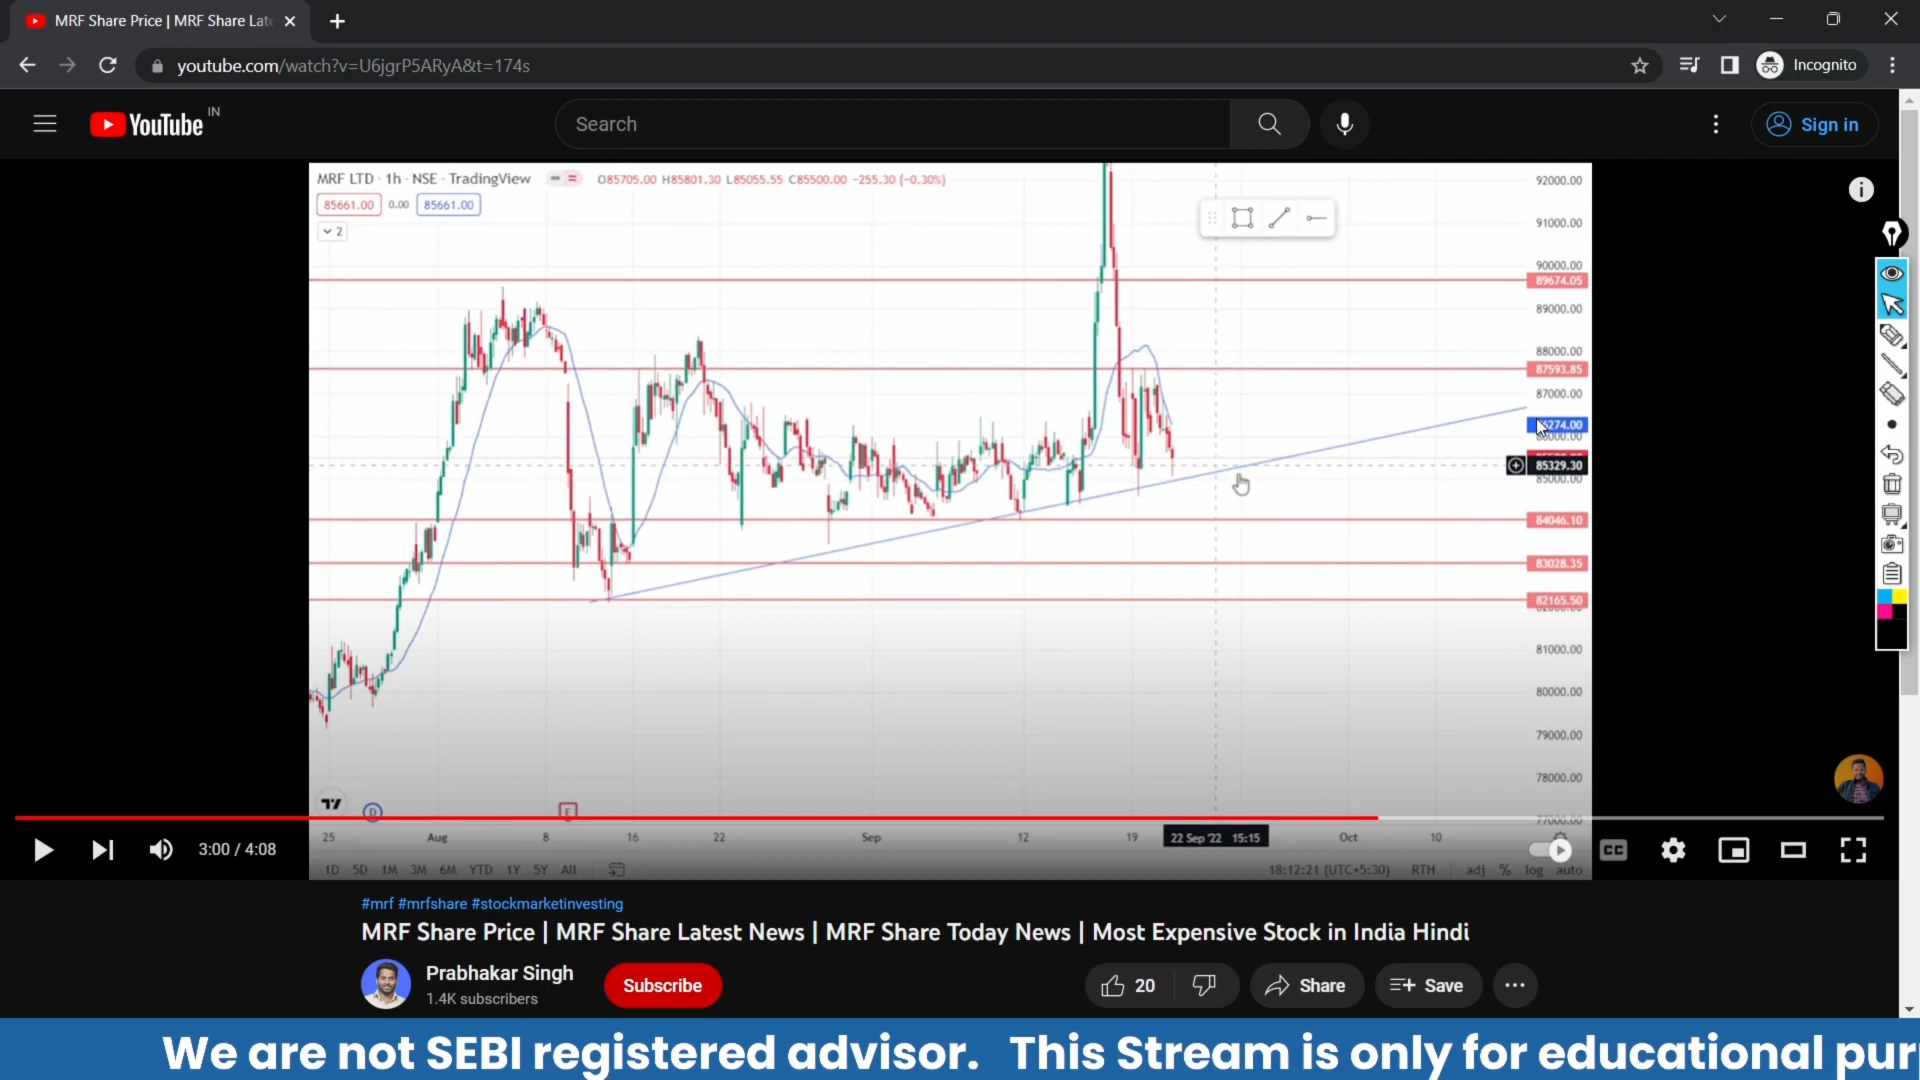 MRF Share Price | MRF Share Late
youtube.com/watch?v=U6jgrP5ARyA&t=174s
Incognito
YouTube IN
Search
Sign in
MRF LTD · 1h · NSE · TradingView O85705.00 H85801.30 L85055.55 C85500.00 −255.30 (−0.30%)
85661.00 0.00 85661.00
2
92000.00
91000.00
90000.00
89674.05
89000.00
88000.00
87593.85
87000.00
86000.00
85329.30
85000.00
84046.10
83028.35
82165.50
81000.00
80000.00
79000.00
78000.00
77000.00
D E
25 Aug 8 16 22 Sep 12 19 22 Sep '22 15:15 Oct 10
3:00 / 4:08
CC
1D 5D 1M 3M 6M YTD 1Y 5Y All 18:12:21 (UTC+5:30) RTH adj % log auto
#mrf #mrfshare #stockmarketinvesting
MRF Share Price | MRF Share Latest News | MRF Share Today News | Most Expensive Stock in India Hindi
Prabhakar Singh
1.4K subscribers
Subscribe
20
Share
Save
We are not SEBI registered advisor. This Stream is only for educational pur